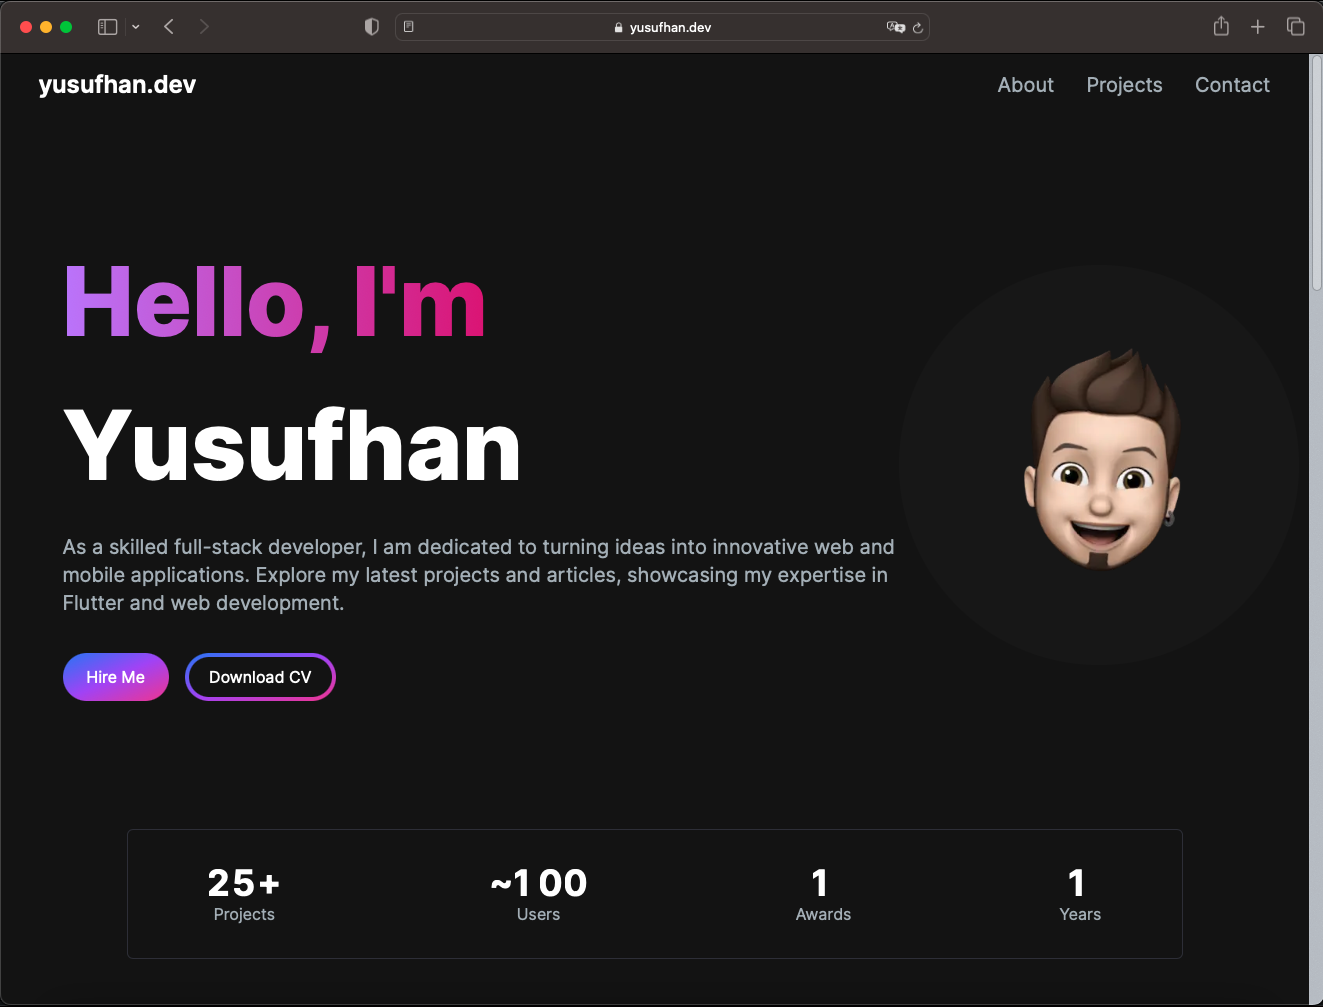 yusufhan.dev
yusufhan.dev
About Projects Contact
Hello, I'm
Yusufhan
As a skilled full-stack developer, I am dedicated to turning ideas into innovative web and
mobile applications. Explore my latest projects and articles, showcasing my expertise in
Flutter and web development.
Hire Me Download CV
25+ ~100 1 1
Projects Users Awards Years